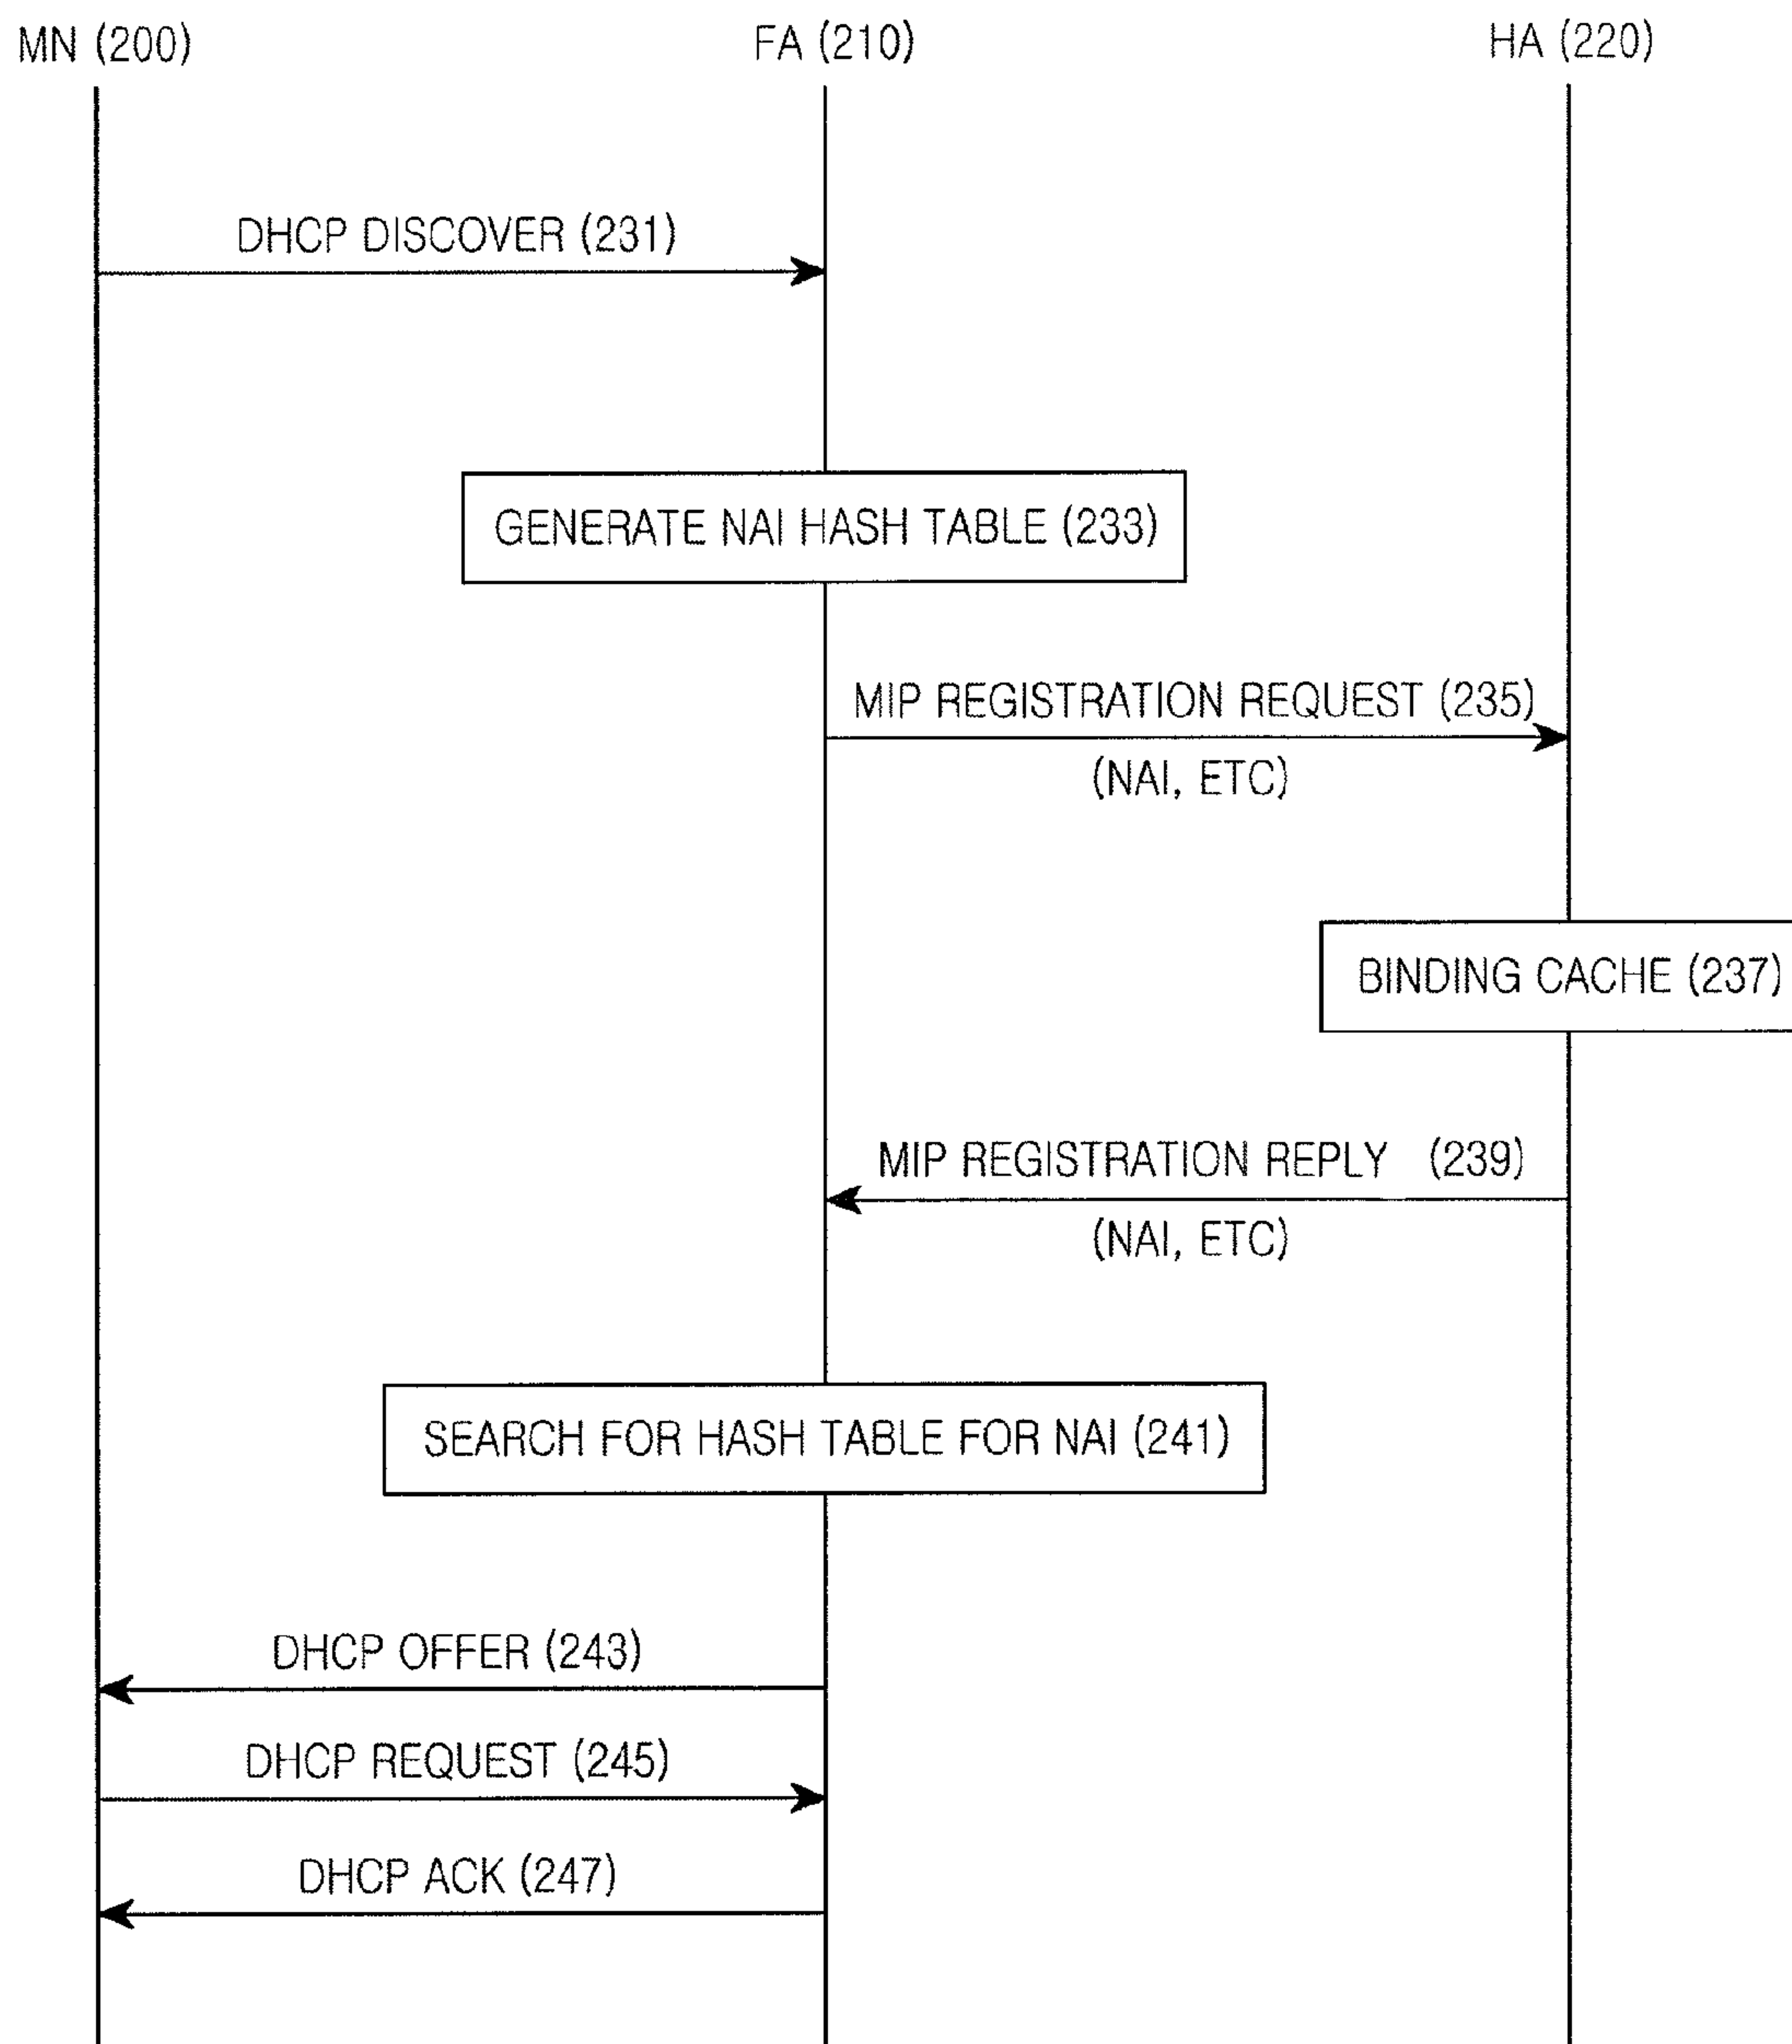 MN (200)
FA (210)
HA (220)
DHCP DISCOVER (231)
GENERATE NAI HASH TABLE (233)
MIP REGISTRATION REQUEST (235)
(NAI, ETC)
BINDING CACHE (237)
MIP REGISTRATION REPLY (239)
(NAI, ETC)
SEARCH FOR HASH TABLE FOR NAI (241)
DHCP OFFER (243)
DHCP REQUEST (245)
DHCP ACK (247)